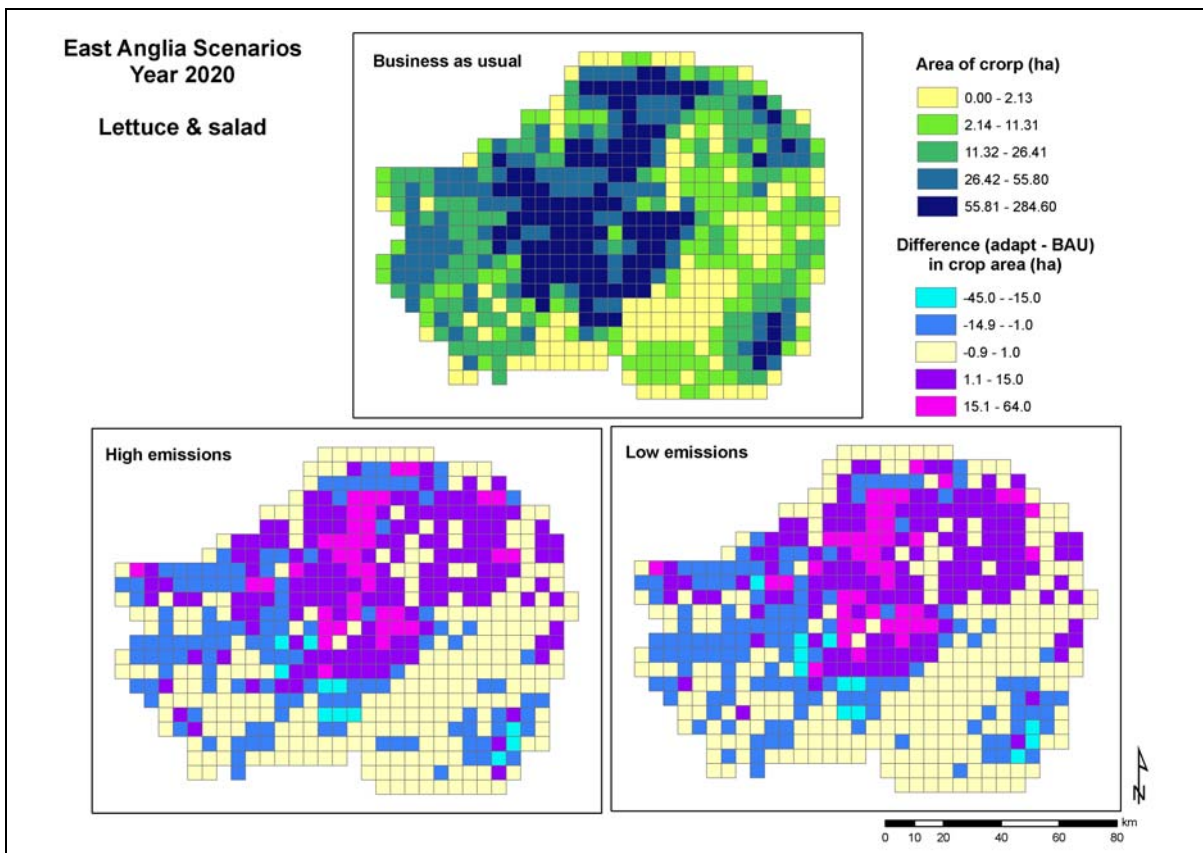 East Anglia Scenarios
Year 2020
Lettuce & salad
Business as usual
Area of crorp (ha)
0.00 - 2.13
2.14 - 11.31
11.32 - 26.41
26.42 - 55.80
55.81 - 284.60
Difference (adapt - BAU)
in crop area (ha)
-45.0 - -15.0
-14.9 - -1.0
-0.9 - 1.0
1.1 - 15.0
15.1 - 64.0
High emissions
Low emissions
N
km
0 10 20 40 60 80